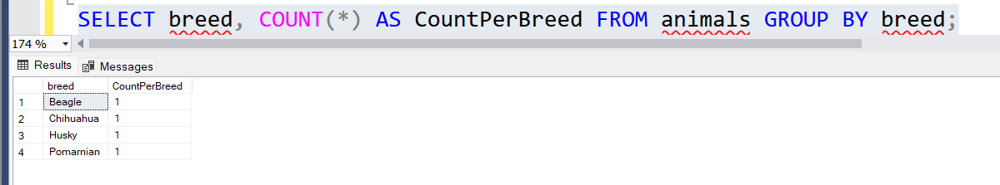 SELECT breed, COUNT(*) AS CountPerBreed FROM animals GROUP BY breed;
174 %
Results Messages
breed CountPerBreed
1 Beagle 1
2 Chihuahua 1
3 Husky 1
4 Pomarnian 1